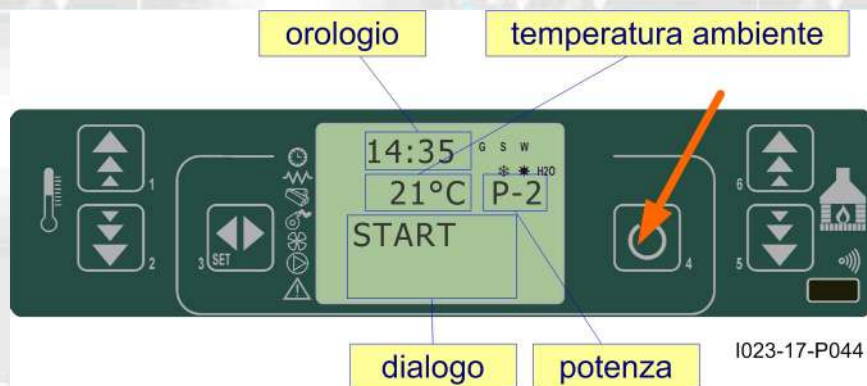 orologio
temperatura ambiente
14:35
G S W
H2O
21°C
P-2
START
1
2
3
SET
4
6
5
I023-17-P044
dialogo
potenza